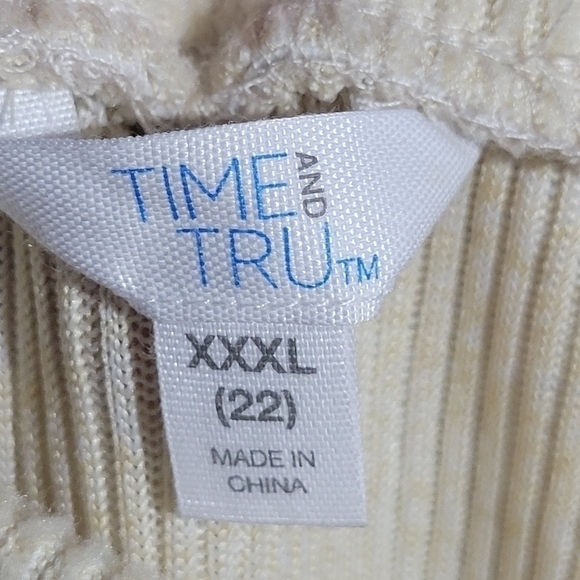 TIME AND
TRU™
XXXL
(22)
MADE IN
CHINA